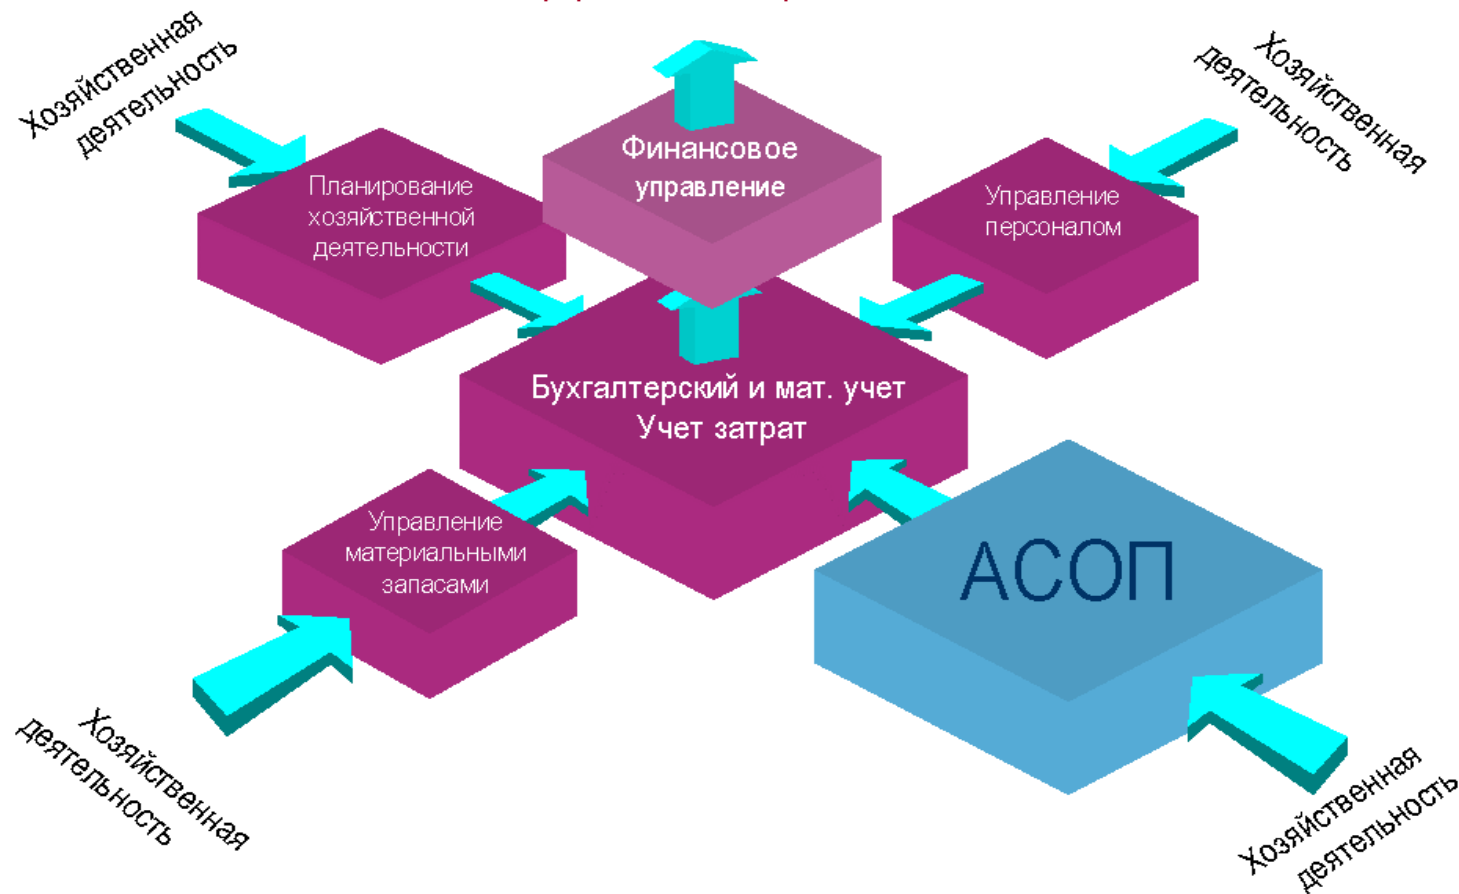 Хозяйственная
деятельность
Хозяйственная
деятельность
Финансовое
управление
Планирование
хозяйственной
деятельности
Управление
персоналом
Бухгалтерский и мат. учет
Учет затрат
Управление
материальными
запасами
АСОП
Хозяйственная
деятельность
Хозяйственная
деятельность